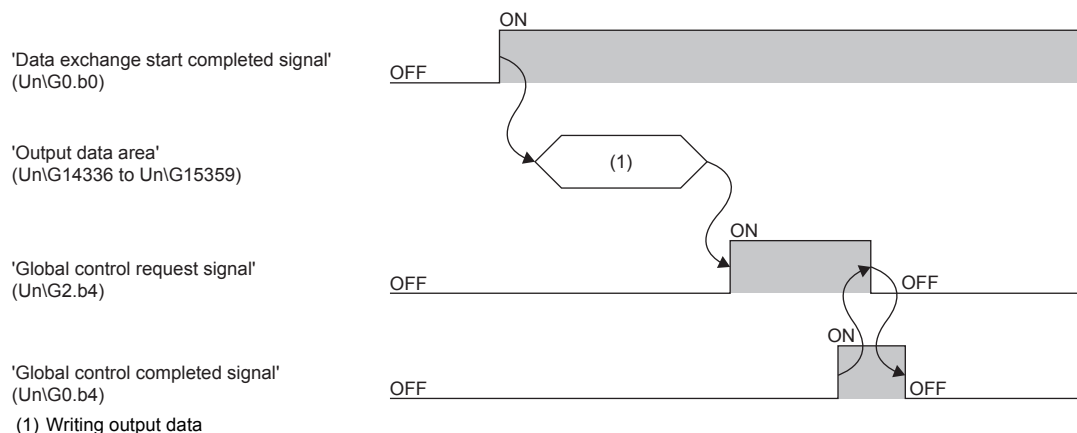 ON
'Data exchange start completed signal'
(Un\G0.b0)
OFF
'Output data area'
(Un\G14336 to Un\G15359)
(1)
ON
'Global control request signal'
(Un\G2.b4)
OFF
OFF
ON
'Global control completed signal'
(Un\G0.b4)
OFF
OFF
(1) Writing output data